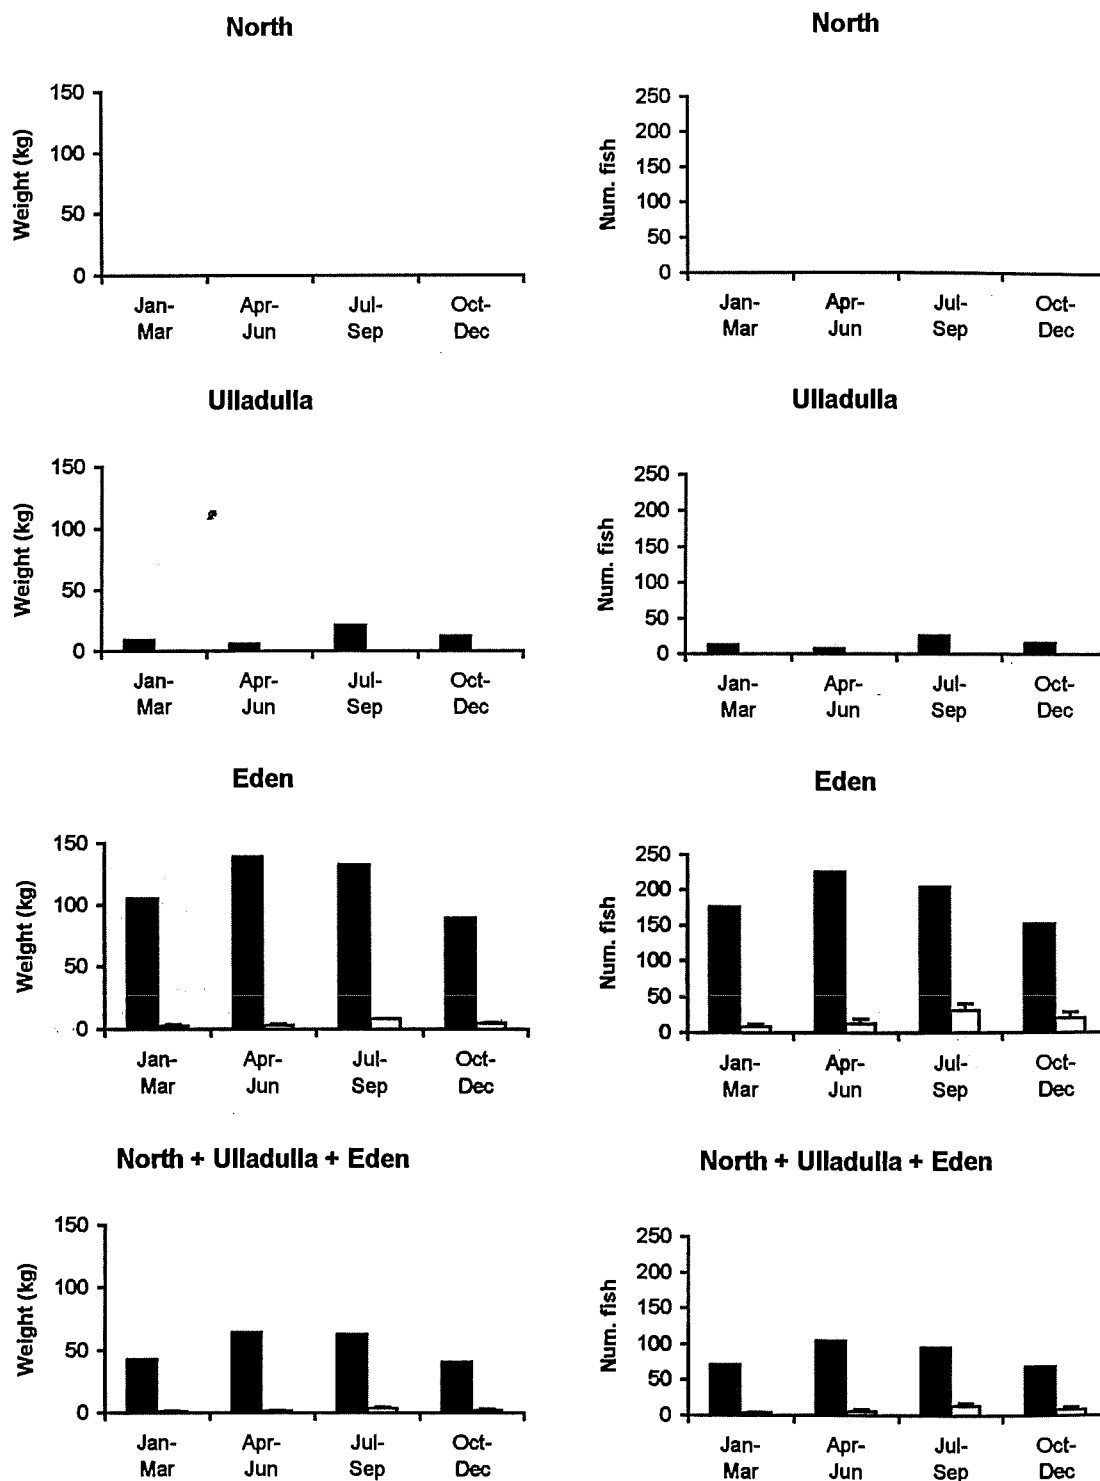 North
150
100
50
0
Weight (kg)
Jan- Apr- Jul- Oct-
Mar Jun Sep Dec
North
250
200
150
100
50
0
Num. fish
Jan- Apr- Jul- Oct-
Mar Jun Sep Dec
Ulladulla
150
100
50
0
Weight (kg)
Jan- Apr- Jul- Oct-
Mar Jun Sep Dec
Ulladulla
250
200
150
100
50
0
Num. fish
Jan- Apr- Jul- Oct-
Mar Jun Sep Dec
Eden
150
100
50
0
Weight (kg)
Jan- Apr- Jul- Oct-
Mar Jun Sep Dec
Eden
250
200
150
100
50
0
Num. fish
Jan- Apr- Jul- Oct-
Mar Jun Sep Dec
North + Ulladulla + Eden
150
100
50
0
Weight (kg)
Jan- Apr- Jul- Oct-
Mar Jun Sep Dec
North + Ulladulla + Eden
250
200
150
100
50
0
Num. fish
Jan- Apr- Jul- Oct-
Mar Jun Sep Dec